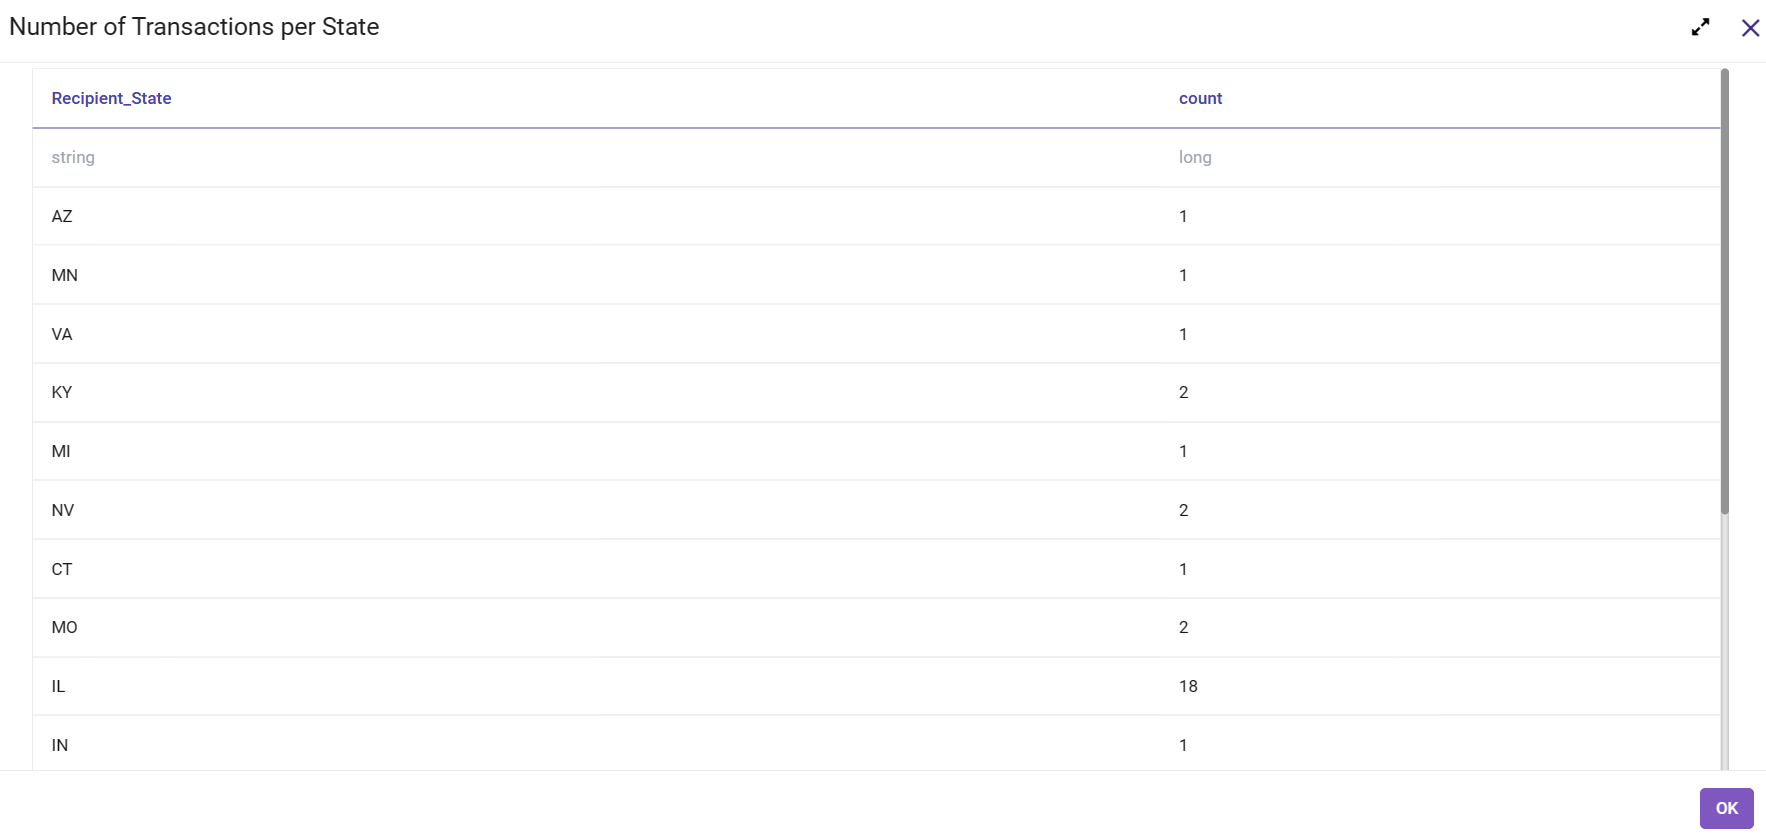 Number of Transactions per State
Recipient_State count
string long
AZ 1
MN 1
VA 1
KY 2
MI 1
NV 2
CT 1
MO 2
IL 18
IN 1
OK